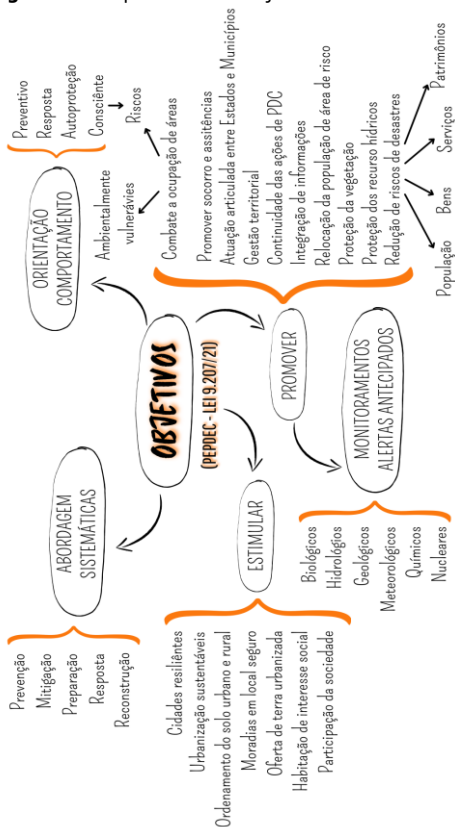 OBJETIVOS
(PEPDEC - LEI 9.207/21)
ABORDAGEM
SISTEMÁTICAS
Prevenção
Mitigação
Preparação
Resposta
Reconstrução
ORIENTAÇÃO
COMPORTAMENTO
Preventivo
Resposta
Autoproteção
Consciênte
ESTIMULAR
Cidades resilientes
Urbanização sustentáveis
Ordenamento do solo urbano e rural
Moradias em local seguro
Oferta de terra urbanizada
Habitação de interesse social
Participação da sociedade
PROMOVER
Combate a ocupação de áreas
Ambientalmente
vulneráveis
Riscos
Promover socorro e assitências
Atuação articulada entre Estados e Municípios
Gestão territorial
Continuidade das ações de PDC
Integração de informações
Relocação da população de área de risco
Proteção da vegetação
Proteção dos recurso hídricos
Redução de riscos de desastres
População
Bens
Serviços
Patrimônios
MONITORAMENTOS
ALERTAS ANTECIPADOS
Biológicos
Hidrológios
Geológicos
Meteorológicos
Químicos
Nucleares